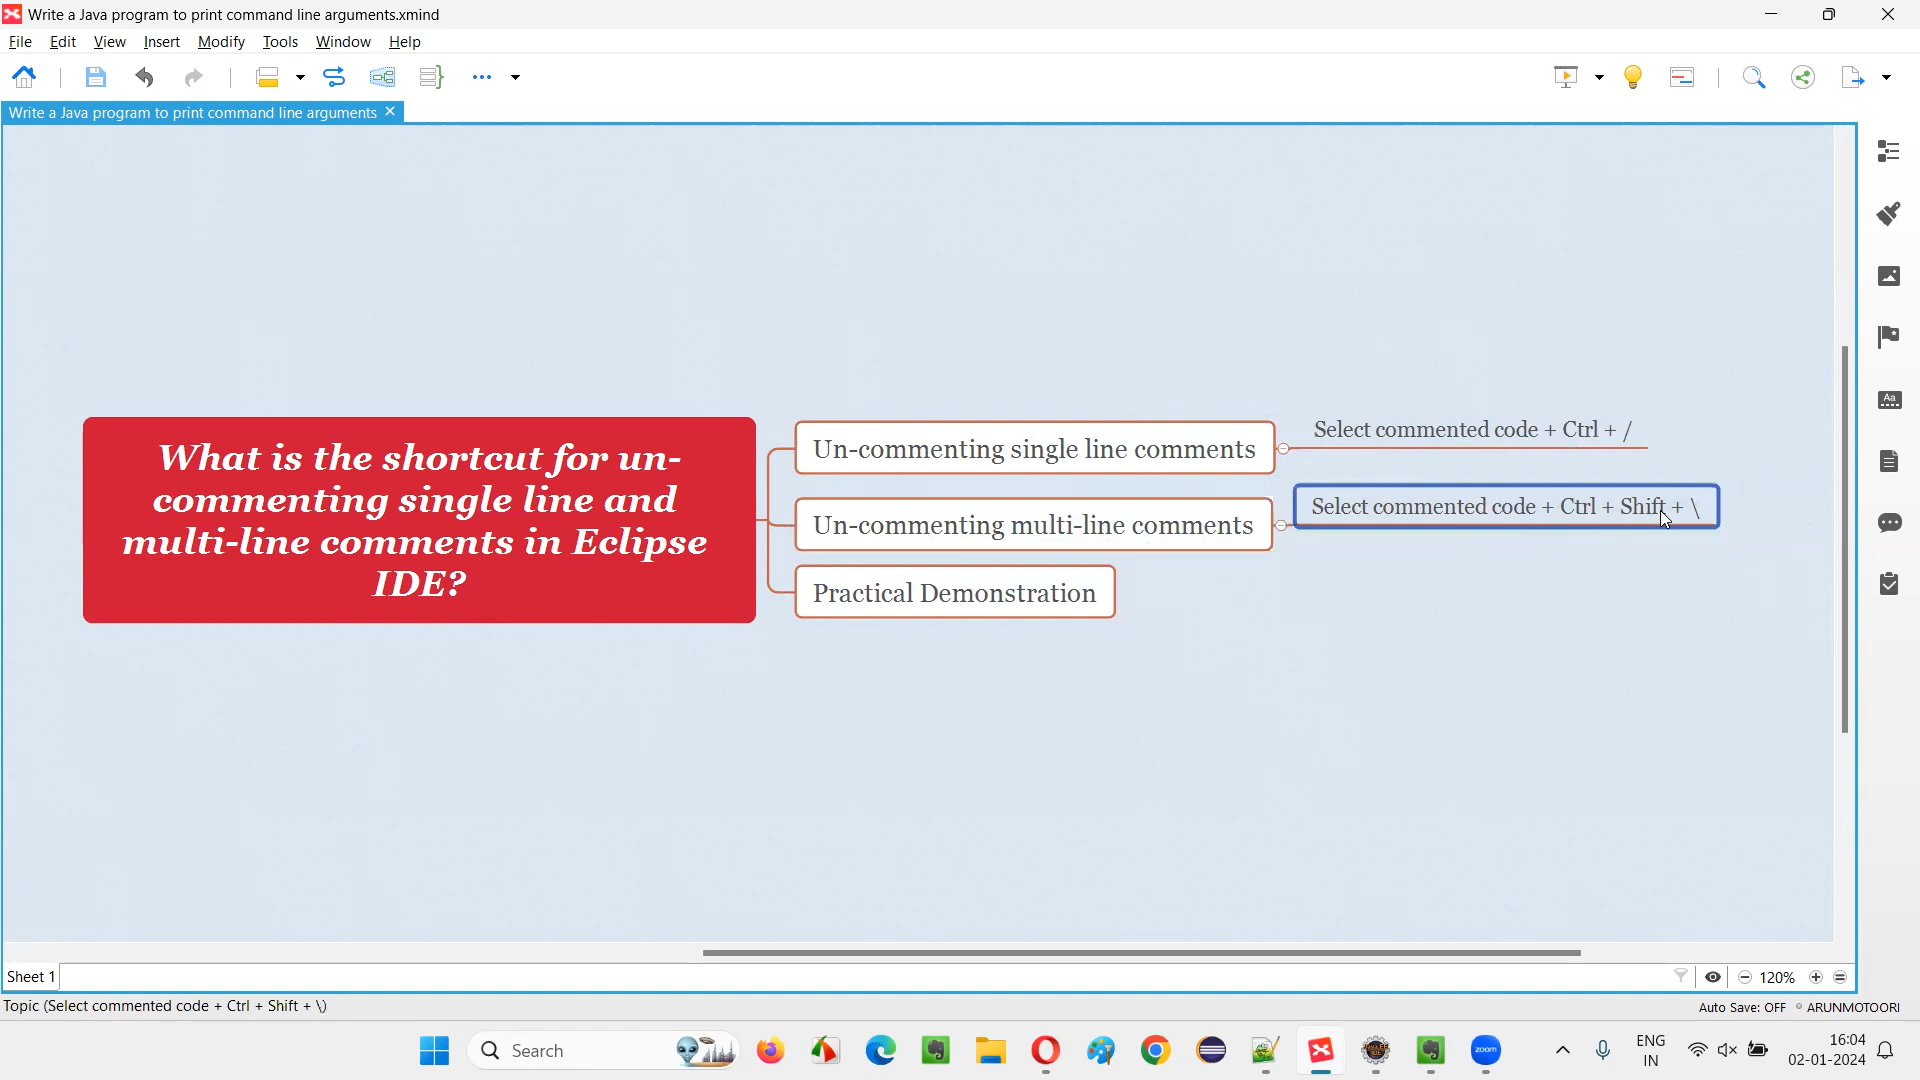 Write a Java program to print command line arguments.xmind
File Edit View Insert Modify Tools Window Help
Write a Java program to print command line arguments
What is the shortcut for un-
commenting single line and
multi-line comments in Eclipse
IDE?
Un-commenting single line comments
Select commented code + Ctrl + /
Un-commenting multi-line comments
Select commented code + Ctrl + Shift + \
Practical Demonstration
Aa
Sheet 1
120%
Topic (Select commented code + Ctrl + Shift + \)
Auto Save: OFF
ARUNMOTOORI
Search
zoom
ENG
IN
16:04
02-01-2024